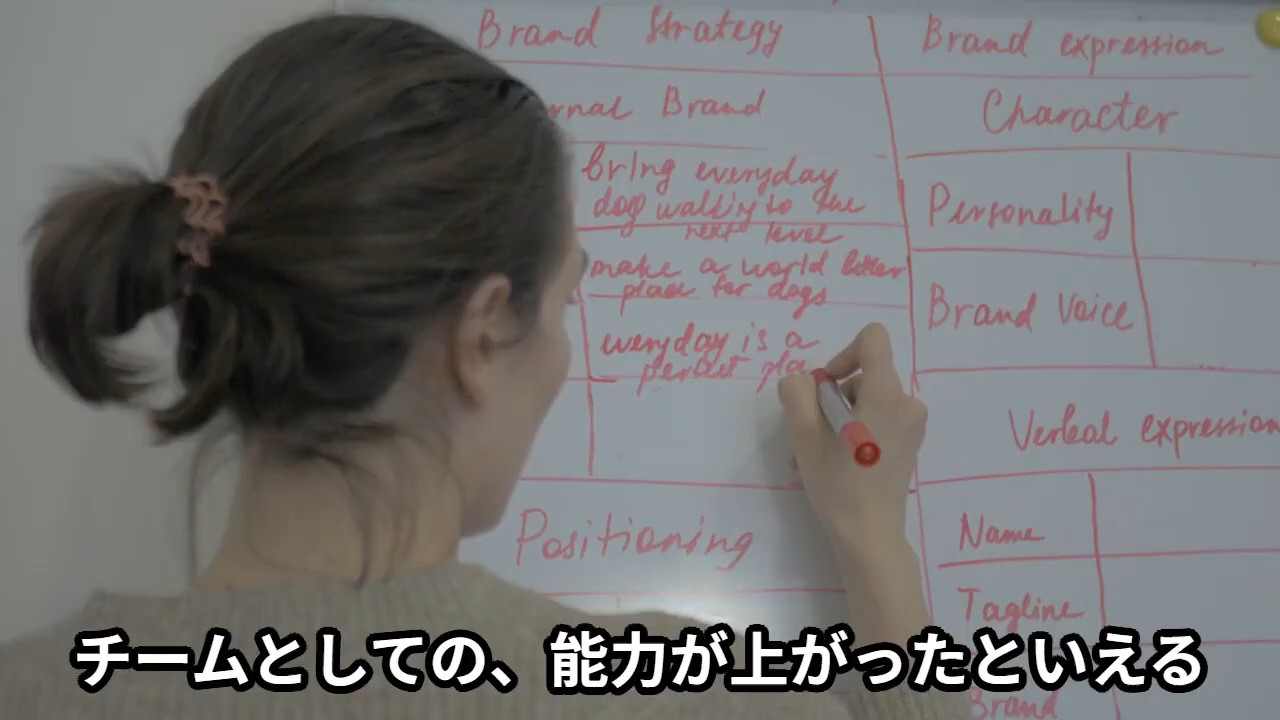 Brand Strategy
Brand expression
rnal Brand
Character
bring everyday
dog walking to the
next level
Personality
make a world better
place for dogs
Brand Voice
everyday is a
perfect pla
Verbal expression
Positioning
Name
Tagline
Brand
チームとしての、能力が上がったといえる